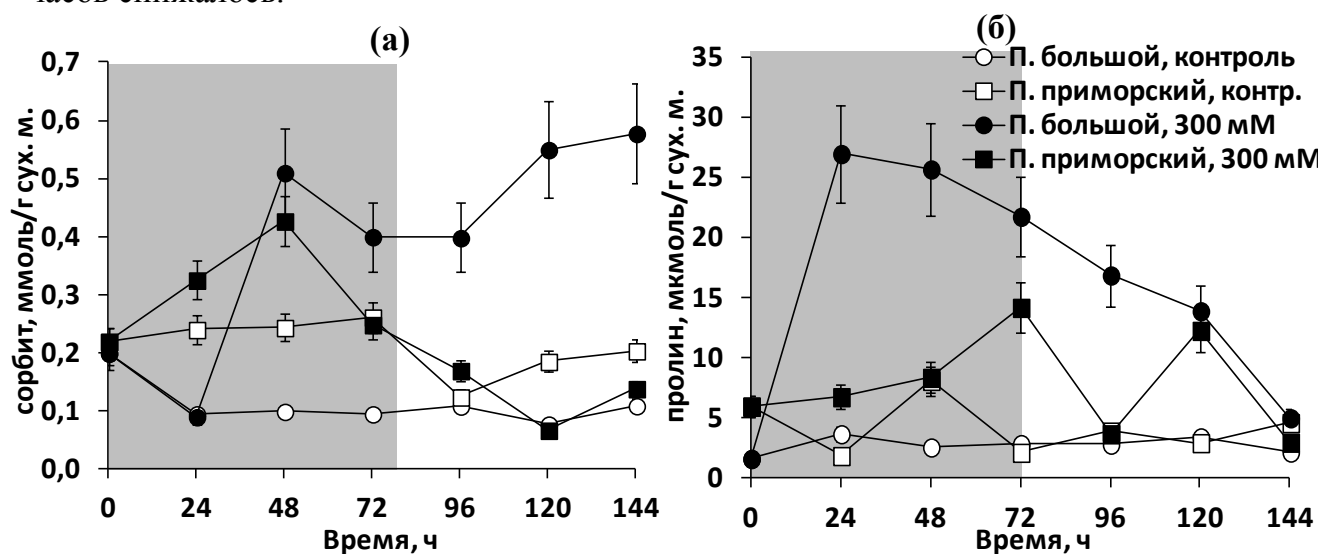 часов снижалось.
(а)
0,7
0,6
0,5
0,4
0,3
0,2
0,1
0,0
сорбит, ммоль/г сух. м.
0 24 48 72 96 120 144
Время, ч
(б)
35
30
25
20
15
10
5
0
пролин, мкмоль/г сух. м.
П. большой, контроль
П. приморский, контр.
П. большой, 300 мМ
П. приморский, 300 мМ
0 24 48 72 96 120 144
Время, ч